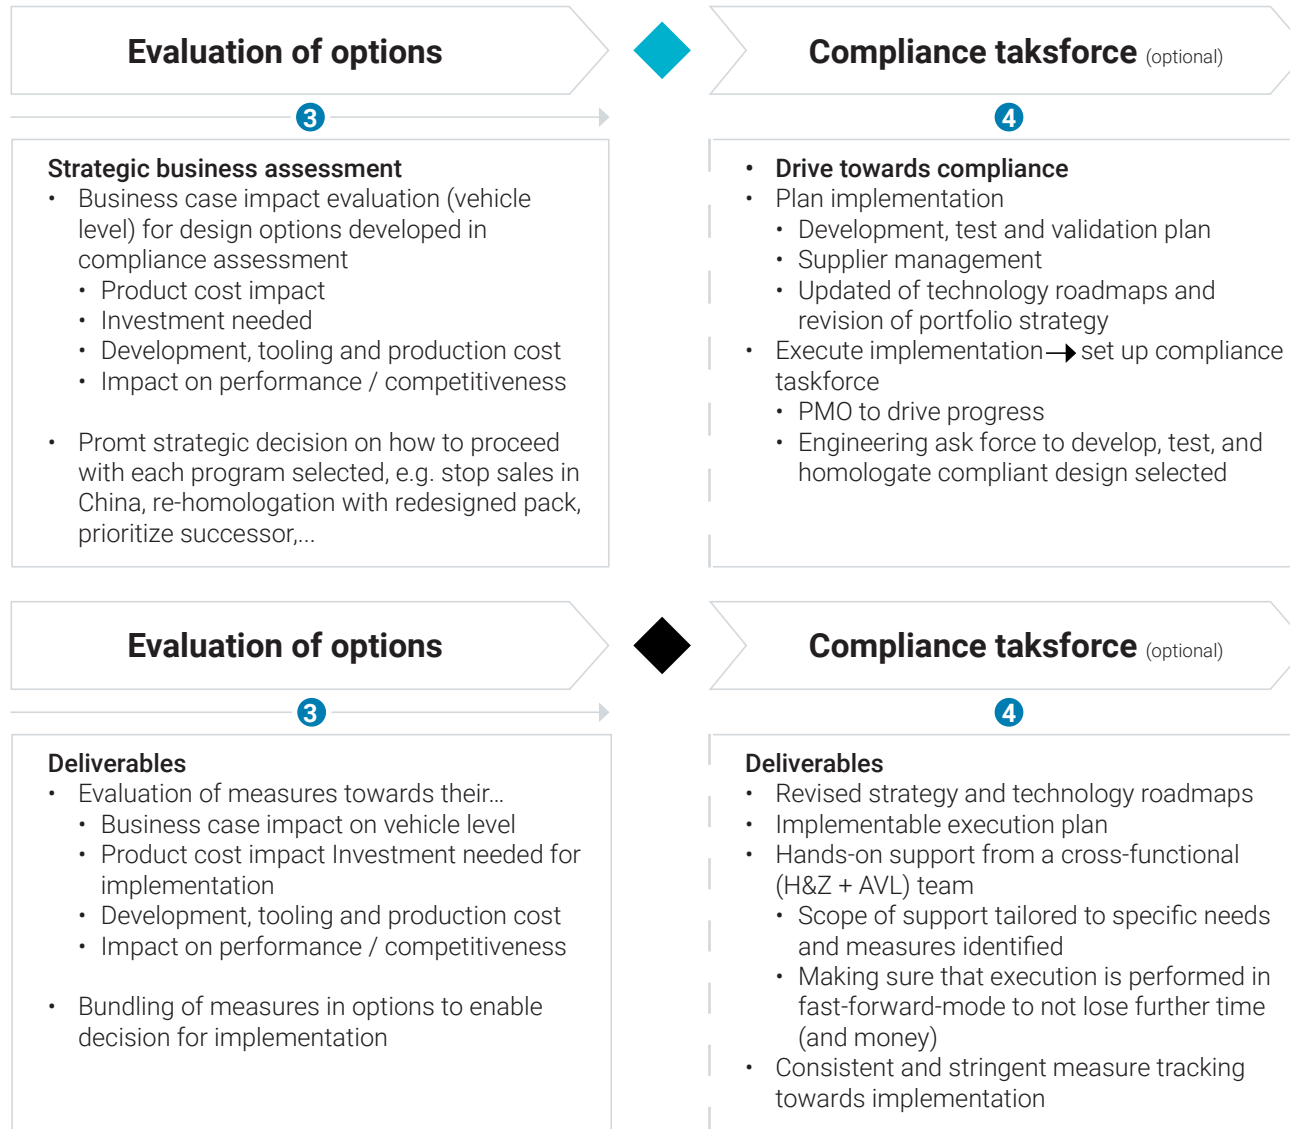 Evaluation of options
3
Strategic business assessment
• Business case impact evaluation (vehicle
level) for design options developed in
compliance assessment
• Product cost impact
• Investment needed
• Development, tooling and production cost
• Impact on performance / competitiveness
• Promt strategic decision on how to proceed
with each program selected, e.g. stop sales in
China, re-homologation with redesigned pack,
prioritize successor,...
Compliance taksforce (optional)
4
• Drive towards compliance
• Plan implementation
• Development, test and validation plan
• Supplier management
• Updated of technology roadmaps and
revision of portfolio strategy
• Execute implementation → set up compliance
taskforce
• PMO to drive progress
• Engineering ask force to develop, test, and
homologate compliant design selected
Evaluation of options
3
Deliverables
• Evaluation of measures towards their…
• Business case impact on vehicle level
• Product cost impact Investment needed for
implementation
• Development, tooling and production cost
• Impact on performance / competitiveness
• Bundling of measures in options to enable
decision for implementation
Compliance taksforce (optional)
4
Deliverables
• Revised strategy and technology roadmaps
• Implementable execution plan
• Hands-on support from a cross-functional
(H&Z + AVL) team
• Scope of support tailored to specific needs
and measures identified
• Making sure that execution is performed in
fast-forward-mode to not lose further time
(and money)
• Consistent and stringent measure tracking
towards implementation